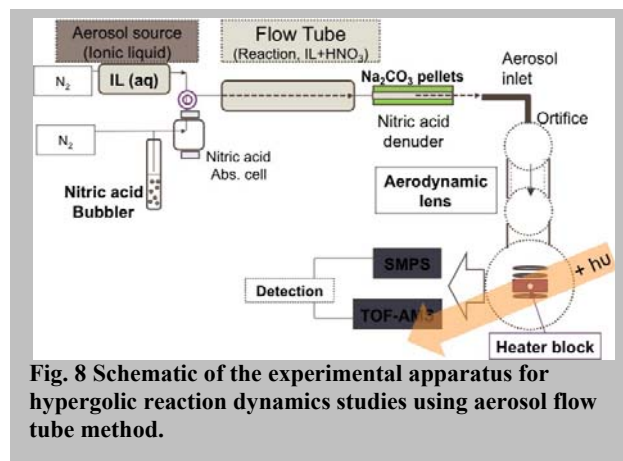 Aerosol source
(Ionic liquid)
Flow Tube
(Reaction, IL+HNO3)
N2
IL (aq)
Na2CO3 pellets
Aerosol
inlet
Ortifice
N2
Nitric acid
Abs. cell
Nitric acid
denuder
Nitric acid
Bubbler
Aerodynamic
lens
SMPS
+ hυ
Detection
TOF-AMS
Heater block
Fig. 8 Schematic of the experimental apparatus for
hypergolic reaction dynamics studies using aerosol flow
tube method.